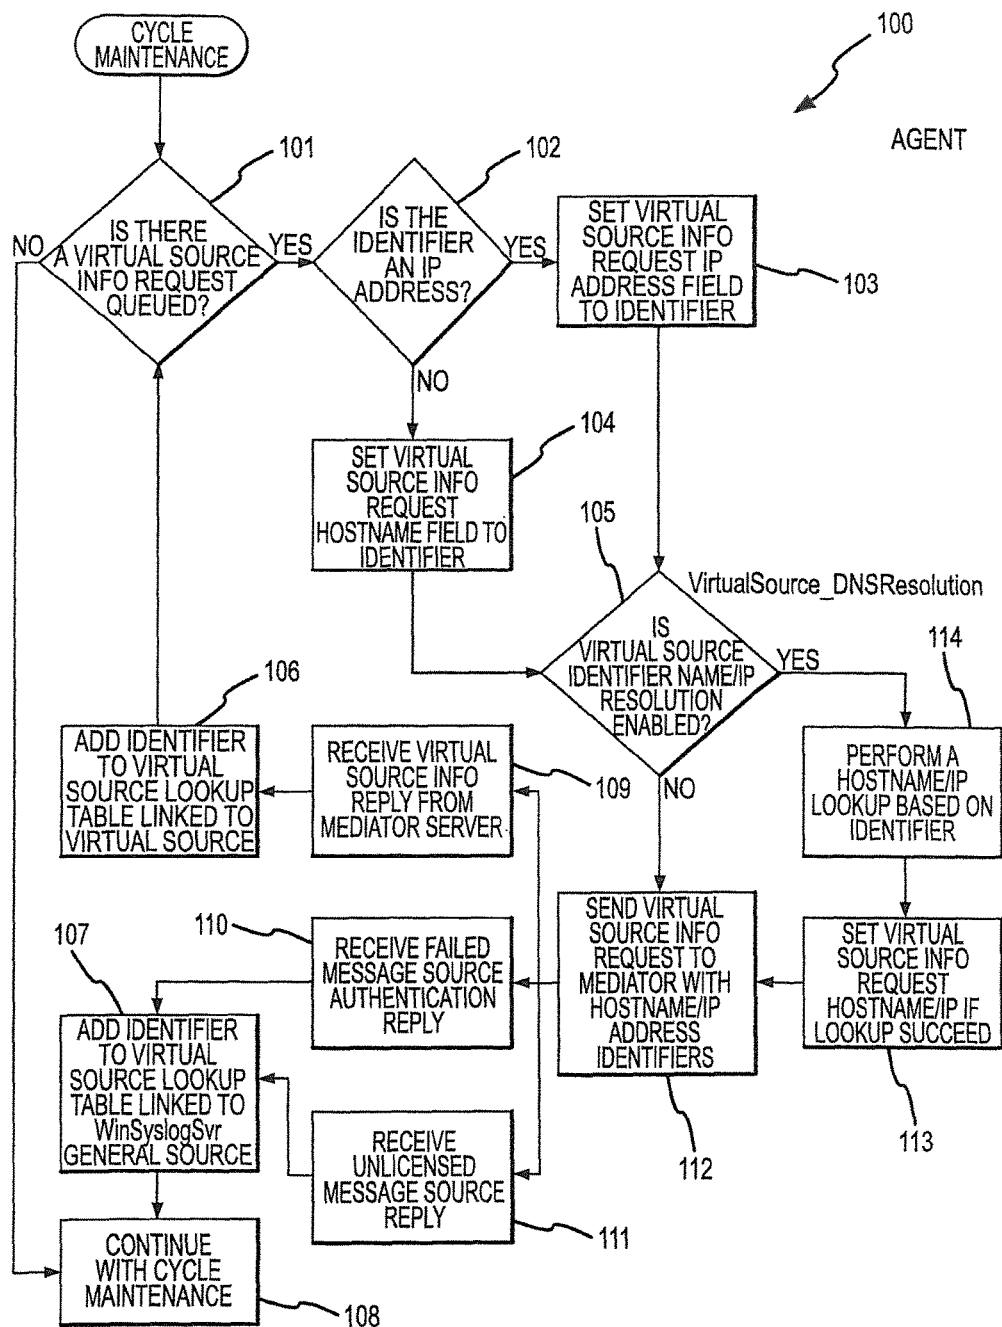 CYCLE
MAINTENANCE
100
AGENT
101
IS THERE
A VIRTUAL SOURCE
INFO REQUEST
QUEUED?
NO
YES
102
IS THE
IDENTIFIER
AN IP
ADDRESS?
YES
NO
SET VIRTUAL
SOURCE INFO
REQUEST IP
ADDRESS FIELD
TO IDENTIFIER
103
104
SET VIRTUAL
SOURCE INFO
REQUEST
HOSTNAME FIELD TO
IDENTIFIER
105
VirtualSource_DNSResolution
IS
VIRTUAL SOURCE
IDENTIFIER NAME/IP
RESOLUTION
ENABLED?
YES
NO
114
PERFORM A
HOSTNAME/IP
LOOKUP BASED ON
IDENTIFIER
106
ADD IDENTIFIER
TO VIRTUAL
SOURCE LOOKUP
TABLE LINKED TO
VIRTUAL SOURCE
RECEIVE VIRTUAL
SOURCE INFO
REPLY FROM
MEDIATOR SERVER
109
110
RECEIVE FAILED
MESSAGE SOURCE
AUTHENTICATION
REPLY
SEND VIRTUAL
SOURCE INFO
REQUEST TO
MEDIATOR WITH
HOSTNAME/IP
ADDRESS
IDENTIFIERS
112
SET VIRTUAL
SOURCE INFO
REQUEST
HOSTNAME/IP IF
LOOKUP SUCCEED
113
107
ADD IDENTIFIER
TO VIRTUAL
SOURCE LOOKUP
TABLE LINKED TO
WinSyslogSvr
GENERAL SOURCE
RECEIVE
UNLICENSED
MESSAGE SOURCE
REPLY
111
CONTINUE
WITH CYCLE
MAINTENANCE
108